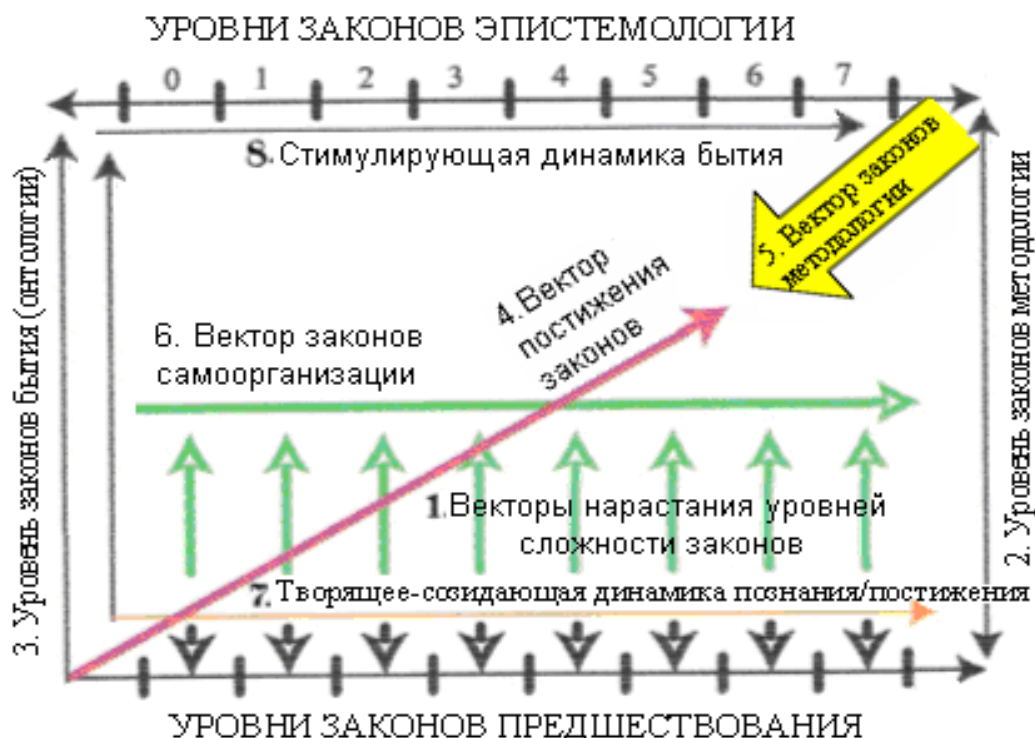 УРОВНИ ЗАКОНОВ ЭПИСТЕМОЛОГИИ
0 1 2 3 4 5 6 7
8. Стимулирующая динамика бытия
3. Уровень законов бытия (онтологии)
2. Уровень законов методологии
5. Вектор законов
методологии
4.Вектор
постижения
законов
6. Вектор законов
самоорганизации
1.Векторы нарастания уровней
сложности законов
7. Творящее-созидающая динамика познания/постижения
УРОВНИ ЗАКОНОВ ПРЕДШЕСТВОВАНИЯ